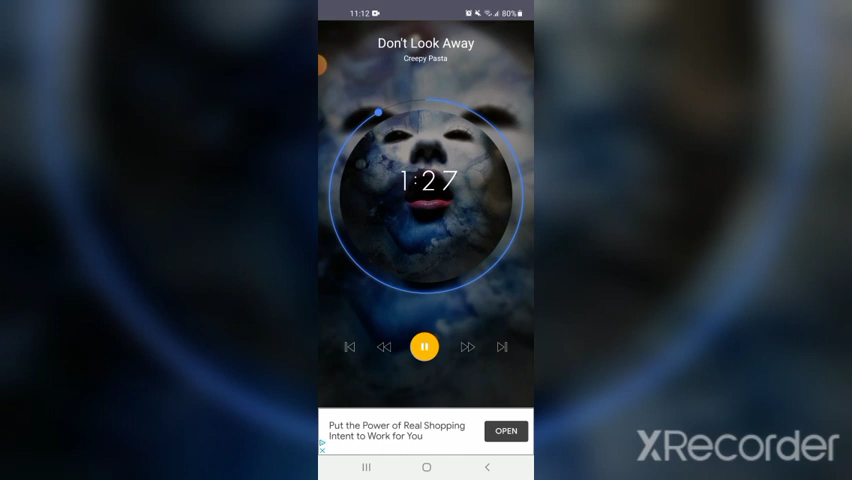 11:12
80%
Don't Look Away
Creepy Pasta
1:27
Put the Power of Real Shopping
Intent to Work for You
OPEN
XRecorder